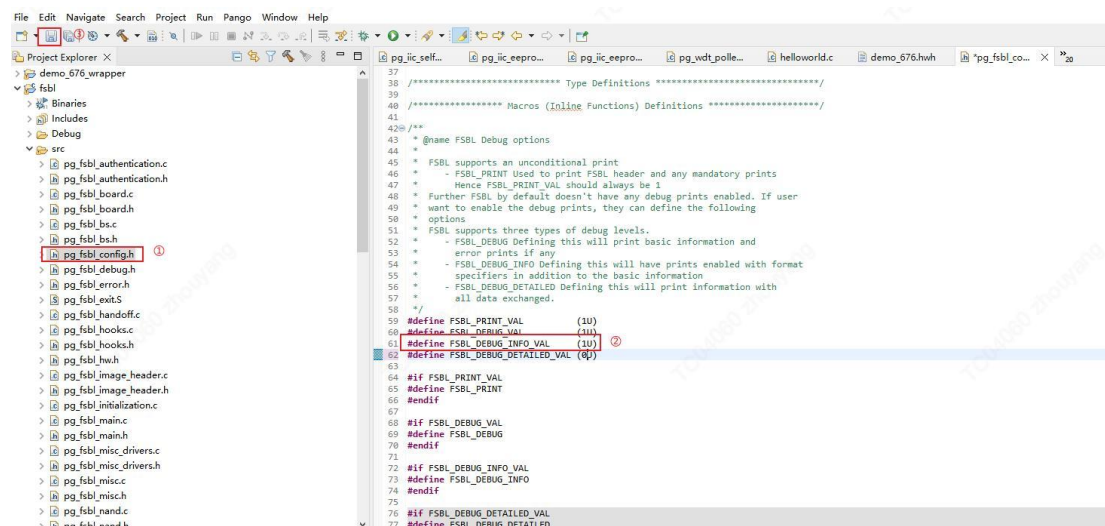 File Edit Navigate Search Project Run Pango Window Help
③
Project Explorer
pg_iic_self... pg_iic_eepro... pg_iic_eepro... pg_wdt_polle... helloworld.c demo_676.hwh *pg_fsbl_co... 20
demo_676_wrapper
fsbl
Binaries
Includes
Debug
src
pg_fsbl_authentication.c
pg_fsbl_authentication.h
pg_fsbl_board.c
pg_fsbl_board.h
pg_fsbl_bs.c
pg_fsbl_bs.h
pg_fsbl_config.h ①
pg_fsbl_debug.h
pg_fsbl_error.h
pg_fsbl_exit.S
pg_fsbl_handoff.c
pg_fsbl_hooks.c
pg_fsbl_hooks.h
pg_fsbl_hw.h
pg_fsbl_image_header.c
pg_fsbl_image_header.h
pg_fsbl_initialization.c
pg_fsbl_main.c
pg_fsbl_main.h
pg_fsbl_misc_drivers.c
pg_fsbl_misc_drivers.h
pg_fsbl_misc.c
pg_fsbl_misc.h
pg_fsbl_nand.c
pg_fsbl_nand.h
37
38 /*************************** Type Definitions ******************************/
39
40 /***************** Macros (Inline Functions) Definitions *********************/
41
42 /**
43 * @name FSBL Debug options
44 *
45 * FSBL supports an unconditional print
46 * - FSBL_PRINT Used to print FSBL header and any mandatory prints
47 * Hence FSBL_PRINT_VAL should always be 1
48 * Further FSBL by default doesn't have any debug prints enabled. If user
49 * want to enable the debug prints, they can define the following
50 * options
51 * FSBL supports three types of debug levels.
52 * - FSBL_DEBUG Defining this will print basic information and
53 * error prints if any
54 * - FSBL_DEBUG_INFO Defining this will have prints enabled with format
55 * specifiers in addition to the basic information
56 * - FSBL_DEBUG_DETAILED Defining this will print information with
57 * all data exchanged.
58 */
59 #define FSBL_PRINT_VAL (1U)
60 #define FSBL_DEBUG_VAL (1U)
61 #define FSBL_DEBUG_INFO_VAL (1U) ②
62 #define FSBL_DEBUG_DETAILED_VAL (0U)
63
64 #if FSBL_PRINT_VAL
65 #define FSBL_PRINT
66 #endif
67
68 #if FSBL_DEBUG_VAL
69 #define FSBL_DEBUG
70 #endif
71
72 #if FSBL_DEBUG_INFO_VAL
73 #define FSBL_DEBUG_INFO
74 #endif
75
76 #if FSBL_DEBUG_DETAILED_VAL
77 #define FSBL_DEBUG_DETAILED